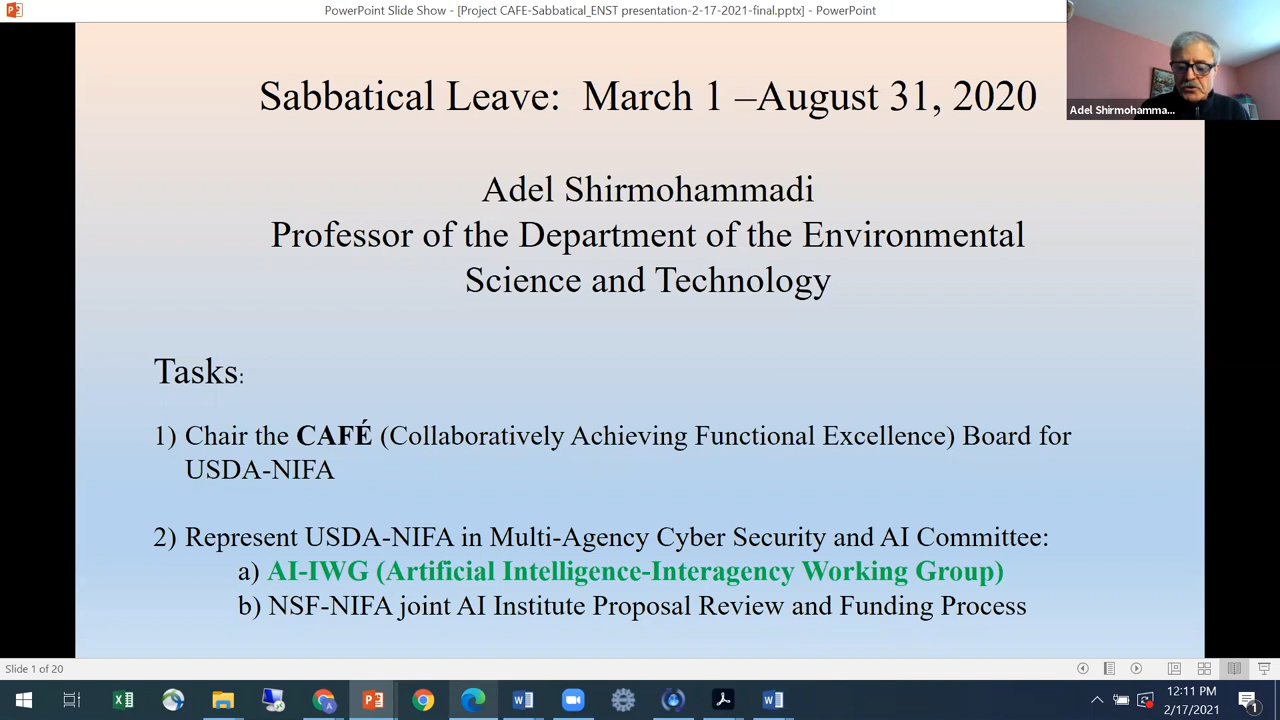 PowerPoint Slide Show - [Project CAFE-Sabbatical_ENST presentation-2-17-2021-final.pptx] - PowerPoint
Adel Shirmohamma...
Sabbatical Leave: March 1 –August 31, 2020
Adel Shirmohammadi
Professor of the Department of the Environmental
Science and Technology
Tasks:
1) Chair the CAFÉ (Collaboratively Achieving Functional Excellence) Board for
USDA-NIFA
2) Represent USDA-NIFA in Multi-Agency Cyber Security and AI Committee:
a) AI-IWG (Artificial Intelligence-Interagency Working Group)
b) NSF-NIFA joint AI Institute Proposal Review and Funding Process
Slide 1 of 20
12:11 PM
2/17/2021
1